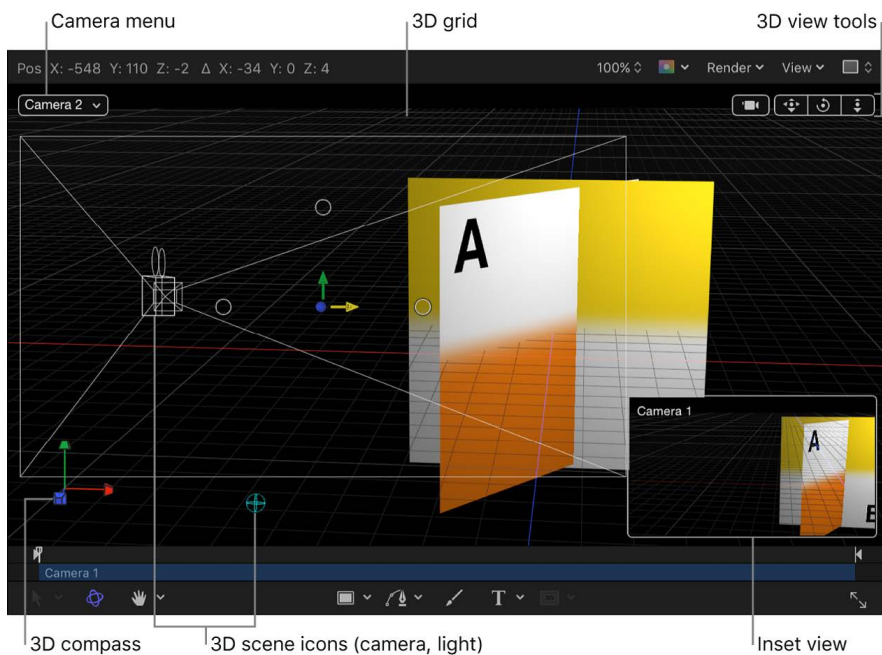 Camera menu
3D grid
3D view tools
Pos X: -548 Y: 110 Z: -2 Δ X: -34 Y: 0 Z: 4
100%
Render
View
Camera 2
A
Camera 1
A
B
Camera 1
T
3D compass
3D scene icons (camera, light)
Inset view